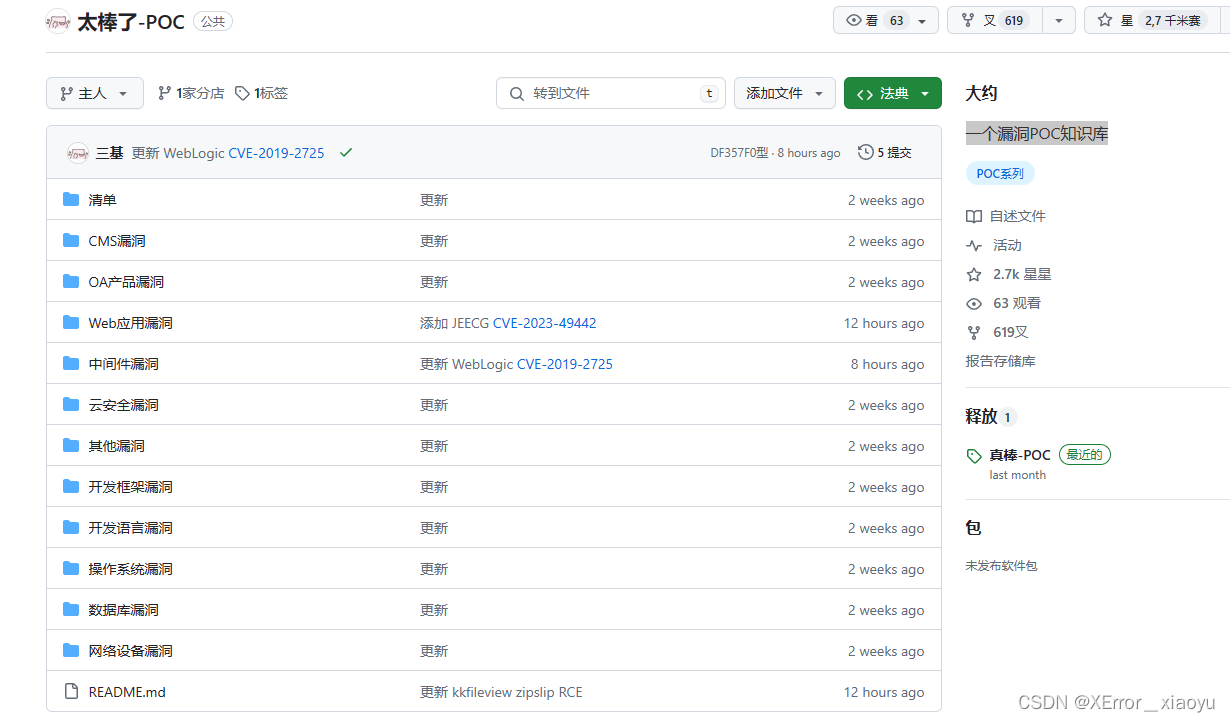 太棒了-POC 公共 看 63 叉 619 星 2,7 千米赛
主人 1家分店 1标签 转到文件 t 添加文件 法典
三基 更新 WebLogic CVE-2019-2725 DF357F0型 · 8 hours ago 5 提交
清单 更新 2 weeks ago
CMS漏洞 更新 2 weeks ago
OA产品漏洞 更新 2 weeks ago
Web应用漏洞 添加 JEECG CVE-2023-49442 12 hours ago
中间件漏洞 更新 WebLogic CVE-2019-2725 8 hours ago
云安全漏洞 更新 2 weeks ago
其他漏洞 更新 2 weeks ago
开发框架漏洞 更新 2 weeks ago
开发语言漏洞 更新 2 weeks ago
操作系统漏洞 更新 2 weeks ago
数据库漏洞 更新 2 weeks ago
网络设备漏洞 更新 2 weeks ago
README.md 更新 kkfileview zipslip RCE 12 hours ago
大约
一个漏洞POC知识库
POC系列
自述文件
活动
2.7k 星星
63 观看
619叉
报告存储库
释放 1
真棒-POC 最近的
last month
包
未发布软件包
CSDN @XError＿xiaoyu